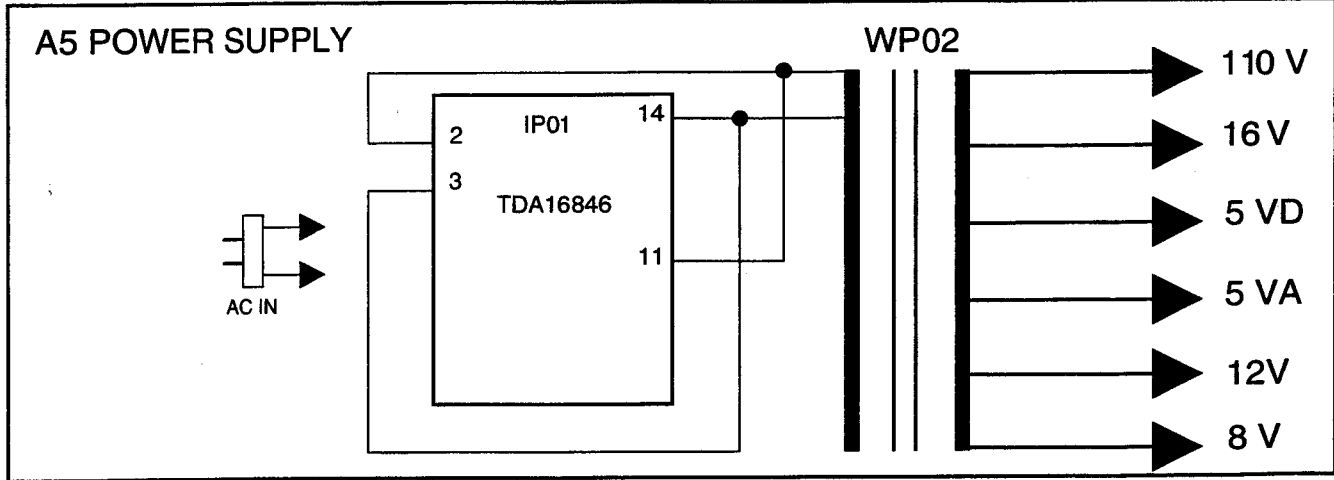 A5 POWER SUPPLY
WP02
110 V
16 V
5 VD
5 VA
12V
8 V
IP01
TDA16846
2
3
14
11
AC IN